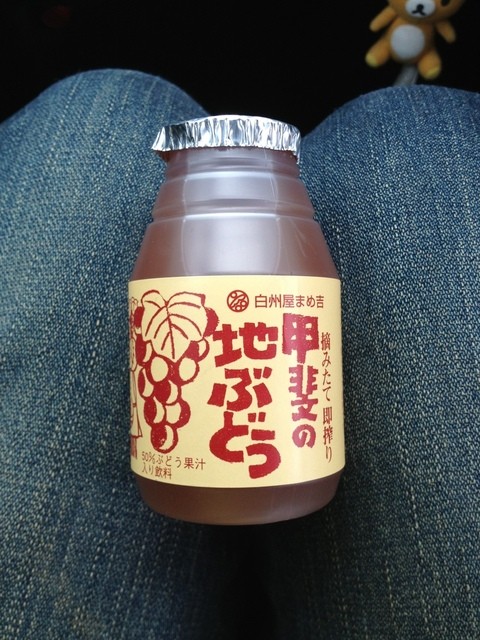 白州屋まめ吉
摘みたて 即搾り
甲斐の
地ぶどう
50%ぶどう果汁
入り飲料